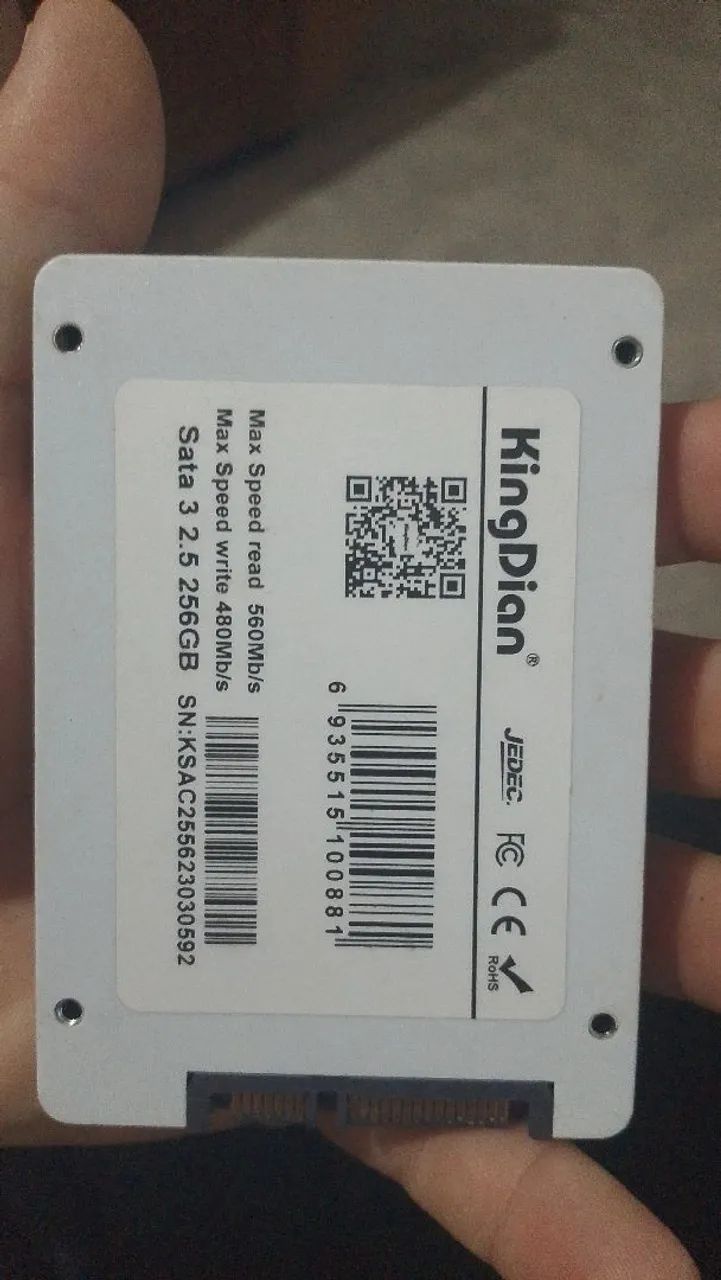 KingDian®
JEDEC.
FC CE
RoHS
6 935515 100881
Max Speed read 560Mb/s
Max Speed write 480Mb/s
Sata 3 2.5 256GB SN:KSAC255623030592